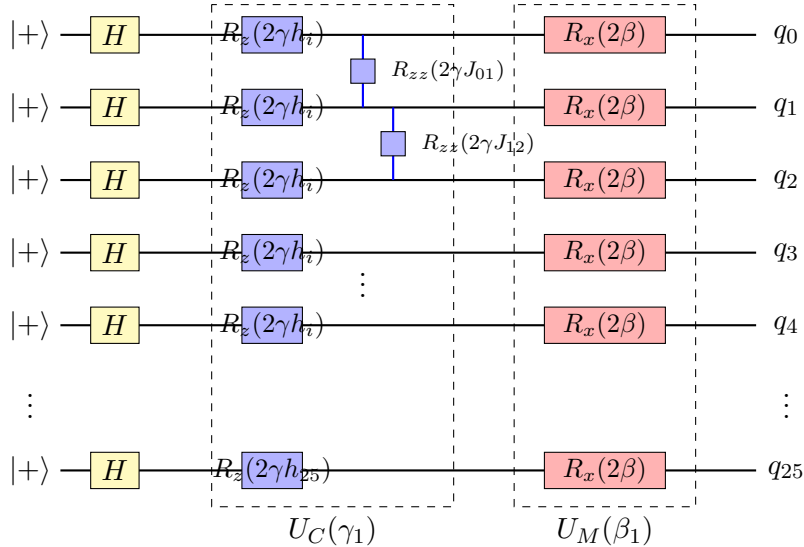 |+⟩ H R_z(2γh_i) R_x(2β) q_0
R_zz(2γJ_01)
|+⟩ H R_z(2γh_i) R_x(2β) q_1
R_zz(2γJ_12)
|+⟩ H R_z(2γh_i) R_x(2β) q_2
|+⟩ H R_z(2γh_i) R_x(2β) q_3
⋮
|+⟩ H R_z(2γh_i) R_x(2β) q_4
⋮ ⋮
|+⟩ H R_z(2γh_25) R_x(2β) q_25
U_C(γ_1) U_M(β_1)